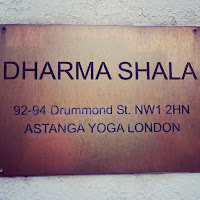 DHARMA SHALA
92-94 Drummond St. NW1 2HN
ASTANGA YOGA LONDON